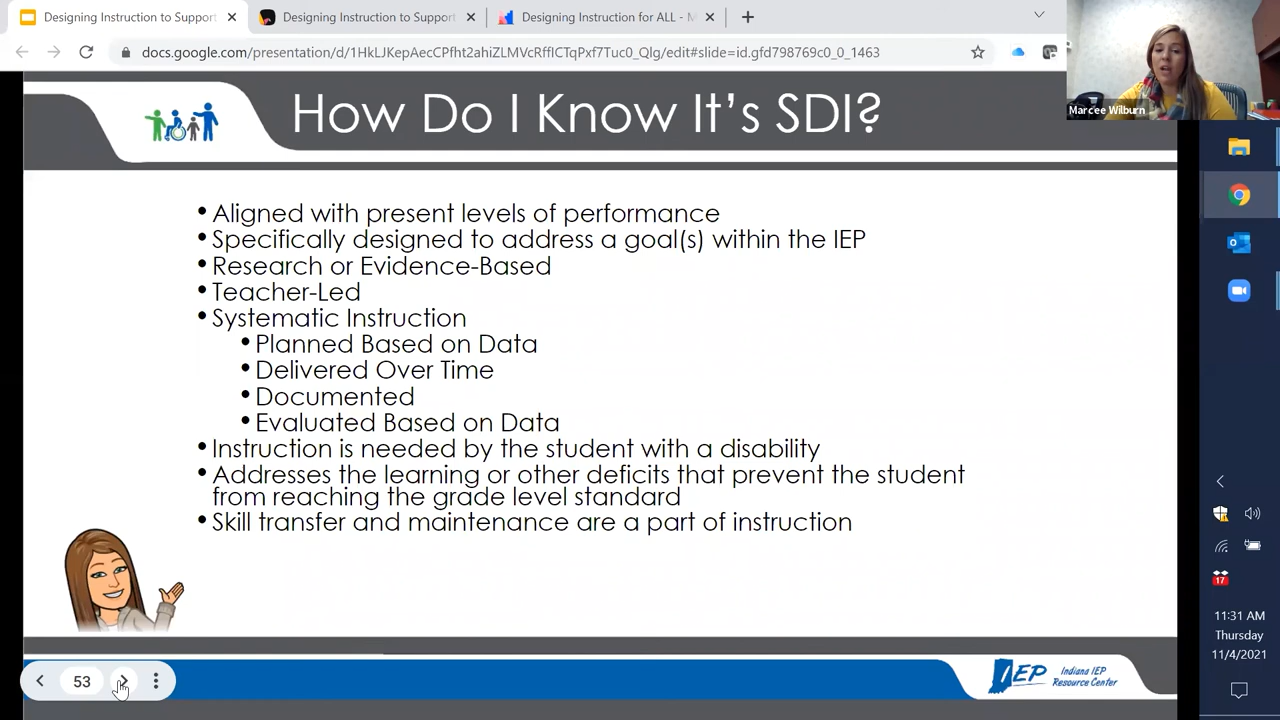 Designing Instruction to Support
Designing Instruction to Support
Designing Instruction for ALL - M
docs.google.com/presentation/d/1HkLJKepAecCPfht2ahiZLMVcRfflCTqPxf7Tuc0_Qlg/edit#slide=id.gfd798769c0_0_1463
Marcee Wilburn
How Do I Know It's SDI?
• Aligned with present levels of performance
• Specifically designed to address a goal(s) within the IEP
• Research or Evidence-Based
• Teacher-Led
• Systematic Instruction
• Planned Based on Data
• Delivered Over Time
• Documented
• Evaluated Based on Data
• Instruction is needed by the student with a disability
• Addresses the learning or other deficits that prevent the student
from reaching the grade level standard
• Skill transfer and maintenance are a part of instruction
53
IEP
Indiana IEP
Resource Center
17
11:31 AM
Thursday
11/4/2021